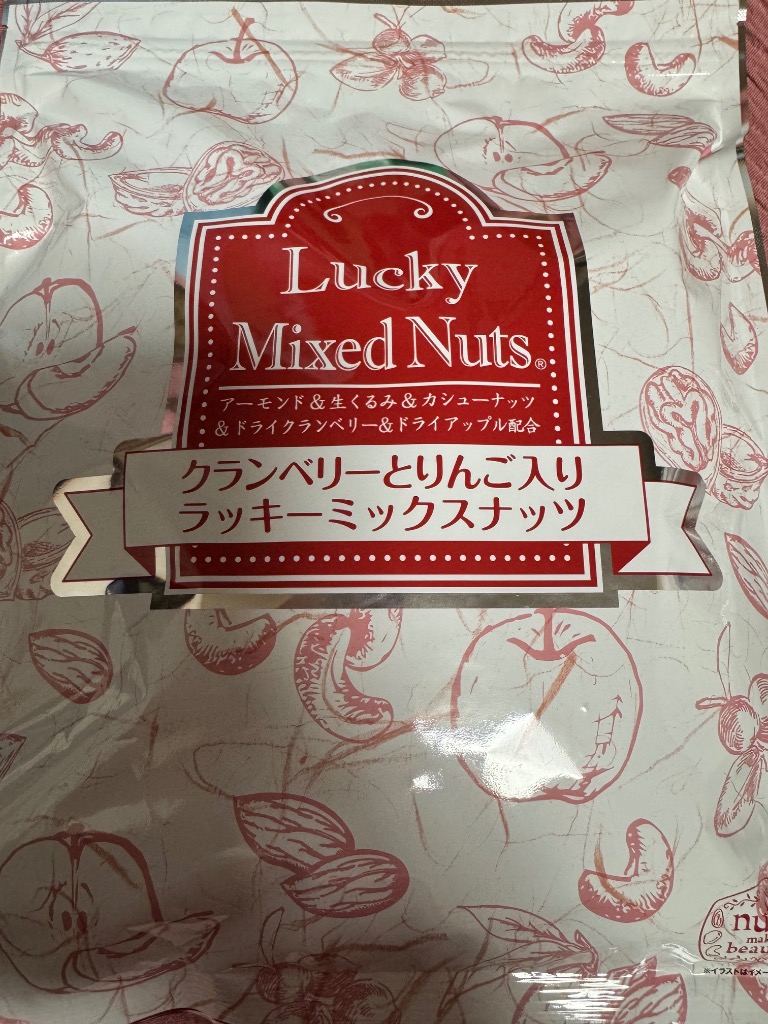 Lucky
Mixed Nuts®
アーモンド&生くるみ&カシューナッツ
&ドライクランベリー&ドライアップル配合
クランベリーとりんご入り
ラッキーミックスナッツ